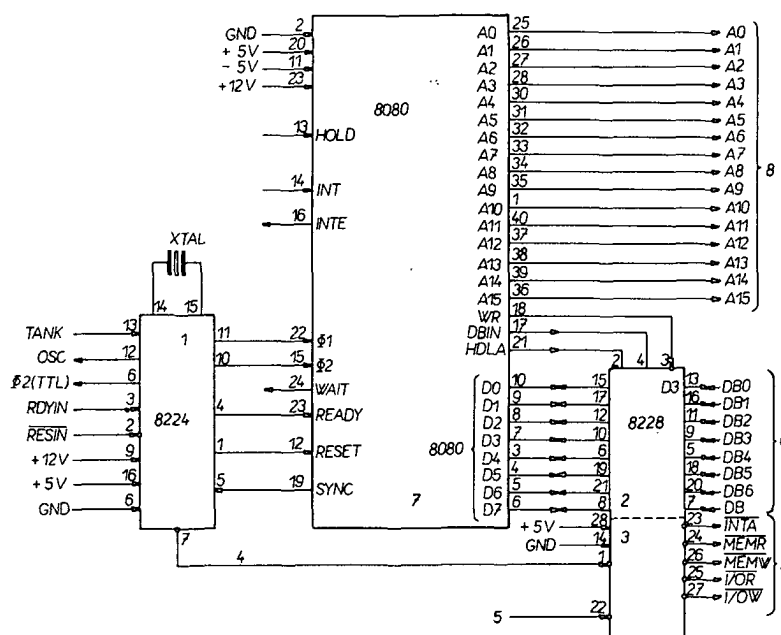 GND 2
+ 5V 20
- 5V 11
+12V 23
8080
13 HOLD
14 INT
16 INTE
A0 25 A0
A1 26 A1
A2 27 A2
A3 28 A3
A4 30 A4
A5 31 A5
A6 32 A6
A7 33 A7
A8 34 A8
A9 35 A9
A10 1 A10
A11 40 A11
A12 37 A12
A13 38 A13
A14 39 A14
A15 36 A15
8
WR 18
DBIN 17
HDLA 21
XTAL
14 15
TANK 13
OSC 12
Φ2(TTL) 6
RDYIN 3
RESIN 2
+12V 9
+ 5V 16
GND 6
1
8224
7
11 22 Φ1
10 15 Φ2
24 WAIT
4 23 READY
1 12 RESET
5 19 SYNC
7
8080
2 4 3
D3
8228
D0 10 15 13 DB0
D1 9 17 16 DB1
D2 8 12 11 DB2
D3 7 10 9 DB3
D4 3 6 5 DB4
D5 4 19 18 DB5
D6 5 21 20 DB6
D7 6 8 7 DB
2
+ 5V 28
GND 14
3
4 1
5 22
23 INTA
24 MEMR
26 MEMW
25 I/OR
27 I/OW